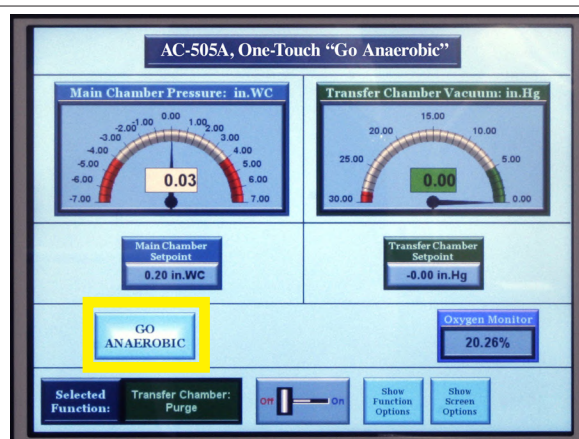 AC-505A, One-Touch “Go Anaerobic”
Main Chamber Pressure: in.WC
0.00
-1.00
1.00
-2.00
2.00
-3.00
3.00
-4.00
4.00
-5.00
5.00
-6.00
6.00
-7.00
7.00
0.03
Transfer Chamber Vacuum: in.Hg
15.00
20.00
10.00
25.00
5.00
30.00
0.00
0.00
Main Chamber
Setpoint
0.20 in.WC
Transfer Chamber
Setpoint
-0.00 in.Hg
GO
ANAEROBIC
Oxygen Monitor
20.26%
Selected
Function:
Transfer Chamber:
Purge
Off
On
Show
Function
Options
Show
Screen
Options